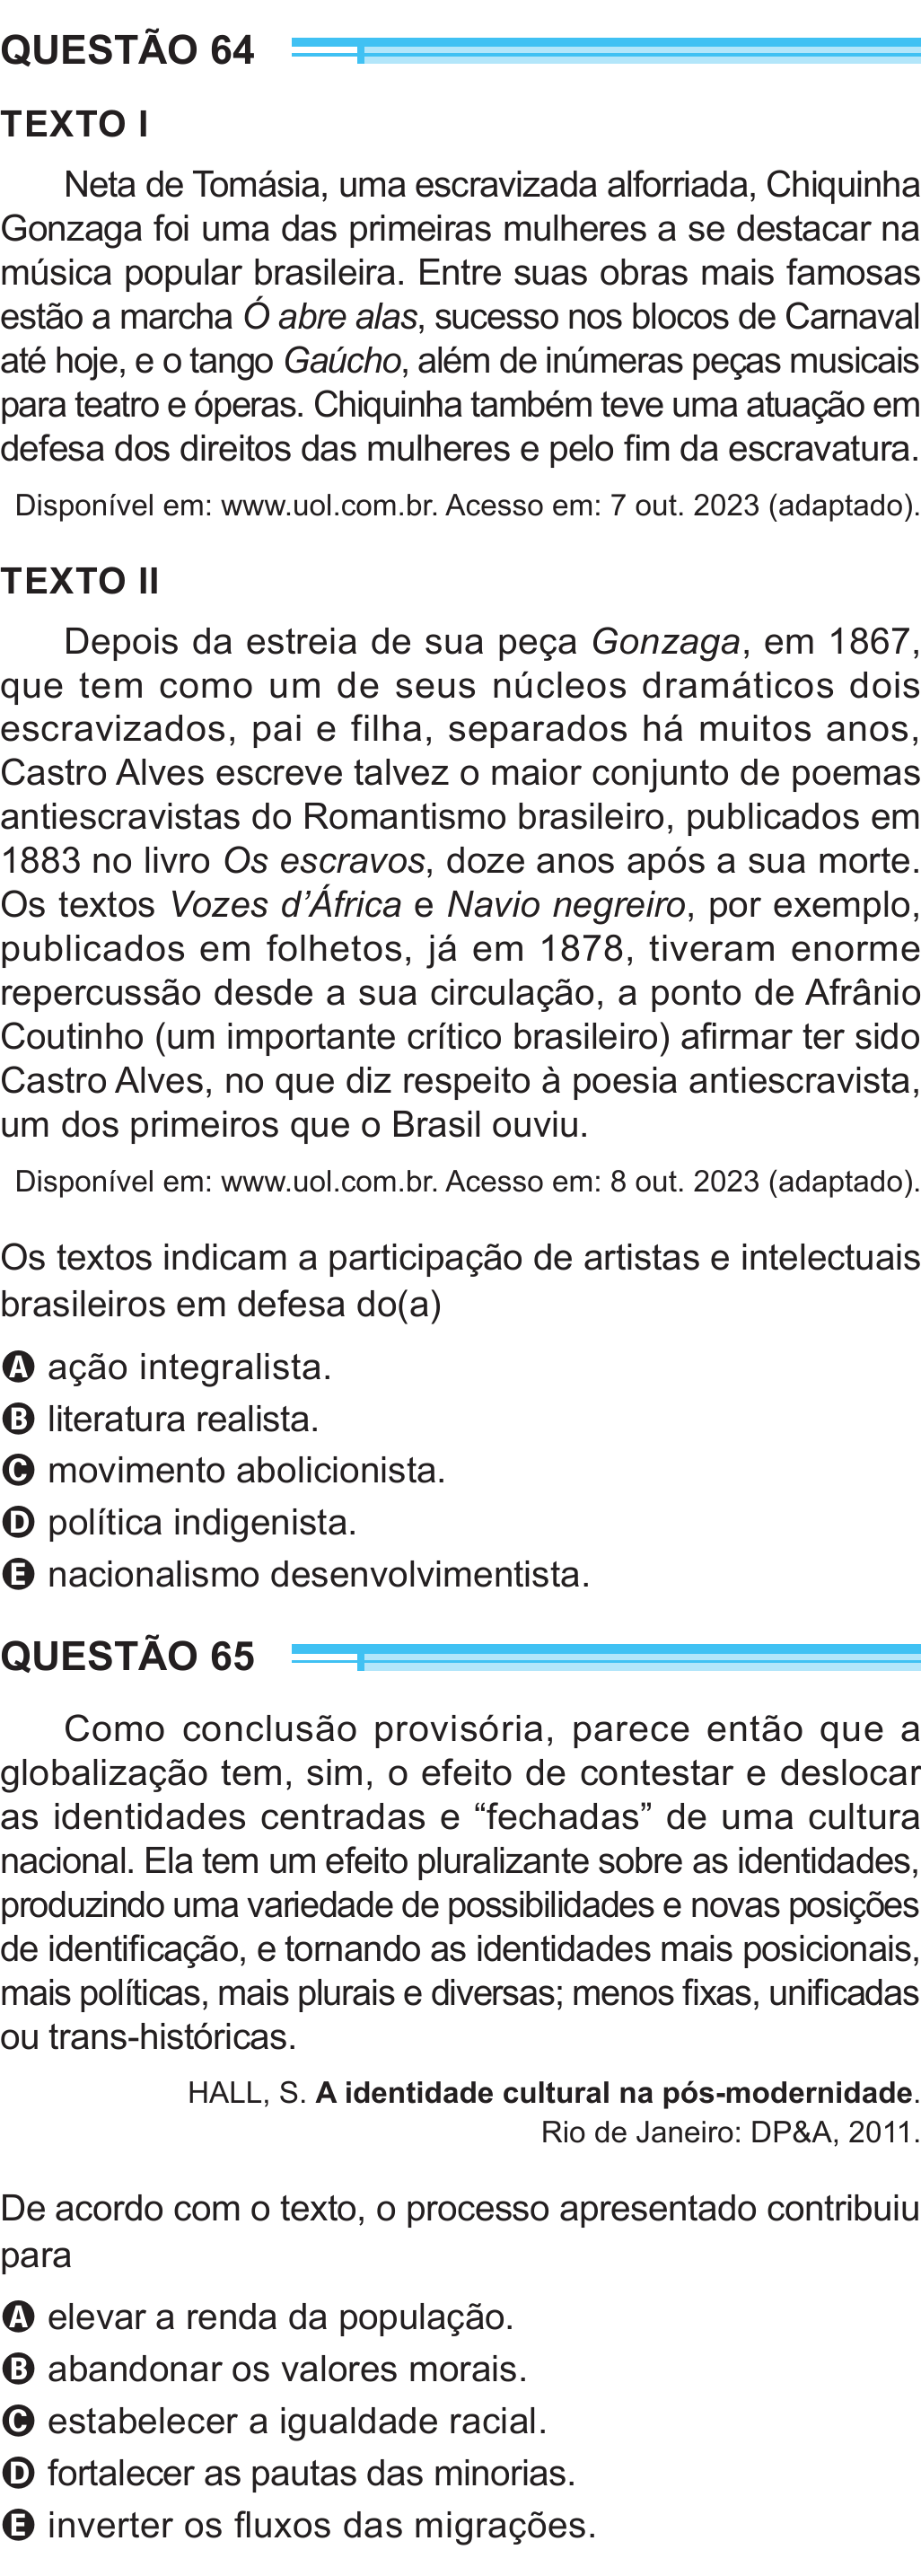 QUESTÃO 64
TEXTO I
Neta de Tomásia, uma escravizada alforriada, Chiquinha
Gonzaga foi uma das primeiras mulheres a se destacar na
música popular brasileira. Entre suas obras mais famosas
estão a marcha Ó abre alas, sucesso nos blocos de Carnaval
até hoje, e o tango Gaúcho, além de inúmeras peças musicais
para teatro e óperas. Chiquinha também teve uma atuação em
defesa dos direitos das mulheres e pelo fim da escravatura.
Disponível em: www.uol.com.br. Acesso em: 7 out. 2023 (adaptado).
TEXTO II
Depois da estreia de sua peça Gonzaga, em 1867,
que tem como um de seus núcleos dramáticos dois
escravizados, pai e filha, separados há muitos anos,
Castro Alves escreve talvez o maior conjunto de poemas
antiescravistas do Romantismo brasileiro, publicados em
1883 no livro Os escravos, doze anos após a sua morte.
Os textos Vozes d’África e Navio negreiro, por exemplo,
publicados em folhetos, já em 1878, tiveram enorme
repercussão desde a sua circulação, a ponto de Afrânio
Coutinho (um importante crítico brasileiro) afirmar ter sido
Castro Alves, no que diz respeito à poesia antiescravista,
um dos primeiros que o Brasil ouviu.
Disponível em: www.uol.com.br. Acesso em: 8 out. 2023 (adaptado).
Os textos indicam a participação de artistas e intelectuais
brasileiros em defesa do(a)
A ação integralista.
B literatura realista.
C movimento abolicionista.
D política indigenista.
E nacionalismo desenvolvimentista.
QUESTÃO 65
Como conclusão provisória, parece então que a
globalização tem, sim, o efeito de contestar e deslocar
as identidades centradas e “fechadas” de uma cultura
nacional. Ela tem um efeito pluralizante sobre as identidades,
produzindo uma variedade de possibilidades e novas posições
de identificação, e tornando as identidades mais posicionais,
mais políticas, mais plurais e diversas; menos fixas, unificadas
ou trans-históricas.
HALL, S. A identidade cultural na pós-modernidade.
Rio de Janeiro: DP&A, 2011.
De acordo com o texto, o processo apresentado contribuiu
para
A elevar a renda da população.
B abandonar os valores morais.
C estabelecer a igualdade racial.
D fortalecer as pautas das minorias.
E inverter os fluxos das migrações.